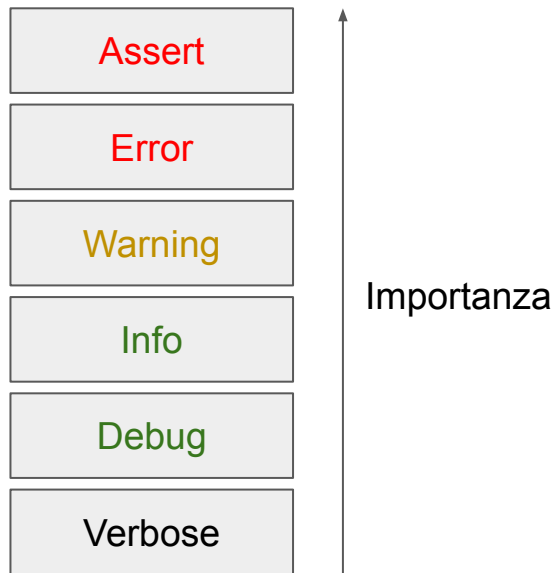 Assert
Error
Warning
Importanza
Info
Debug
Verbose